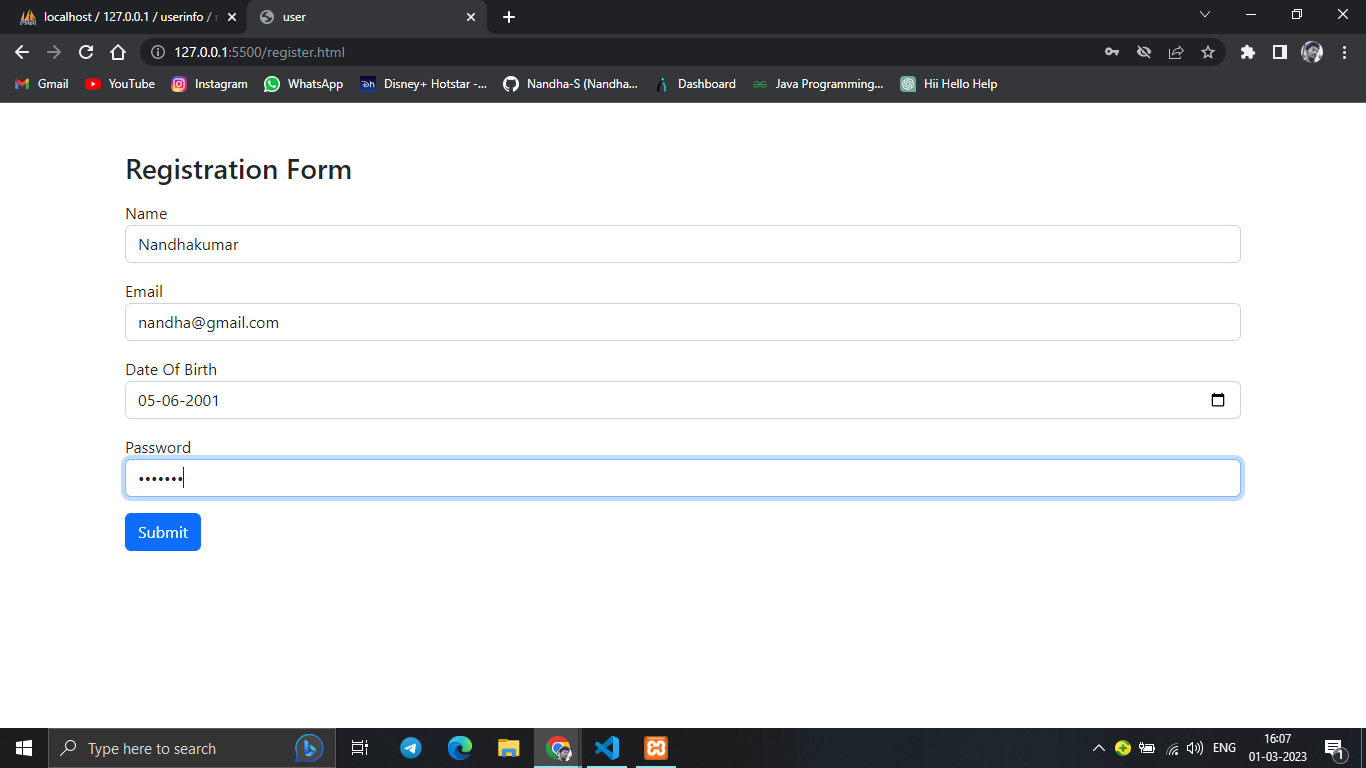 localhost / 127.0.0.1 / userinfo /
user
127.0.0.1:5500/register.html
Gmail YouTube Instagram WhatsApp Disney+ Hotstar -... Nandha-S (Nandha... Dashboard Java Programming... Hii Hello Help
Registration Form
Name
Nandhakumar
Email
nandha@gmail.com
Date Of Birth
05-06-2001
Password
•••••••
Submit
Type here to search
ENG
16:07
01-03-2023
1